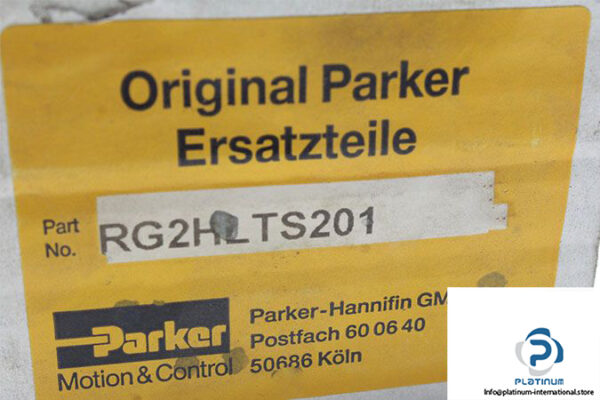 Original Parker
Ersatzteile
Part
No.
RG2HLTS201
Parker
Motion & Control
Parker-Hannifin GM
Postfach 60 06 40
50686 Köln
PLATINUM
Info@platinum-international.store